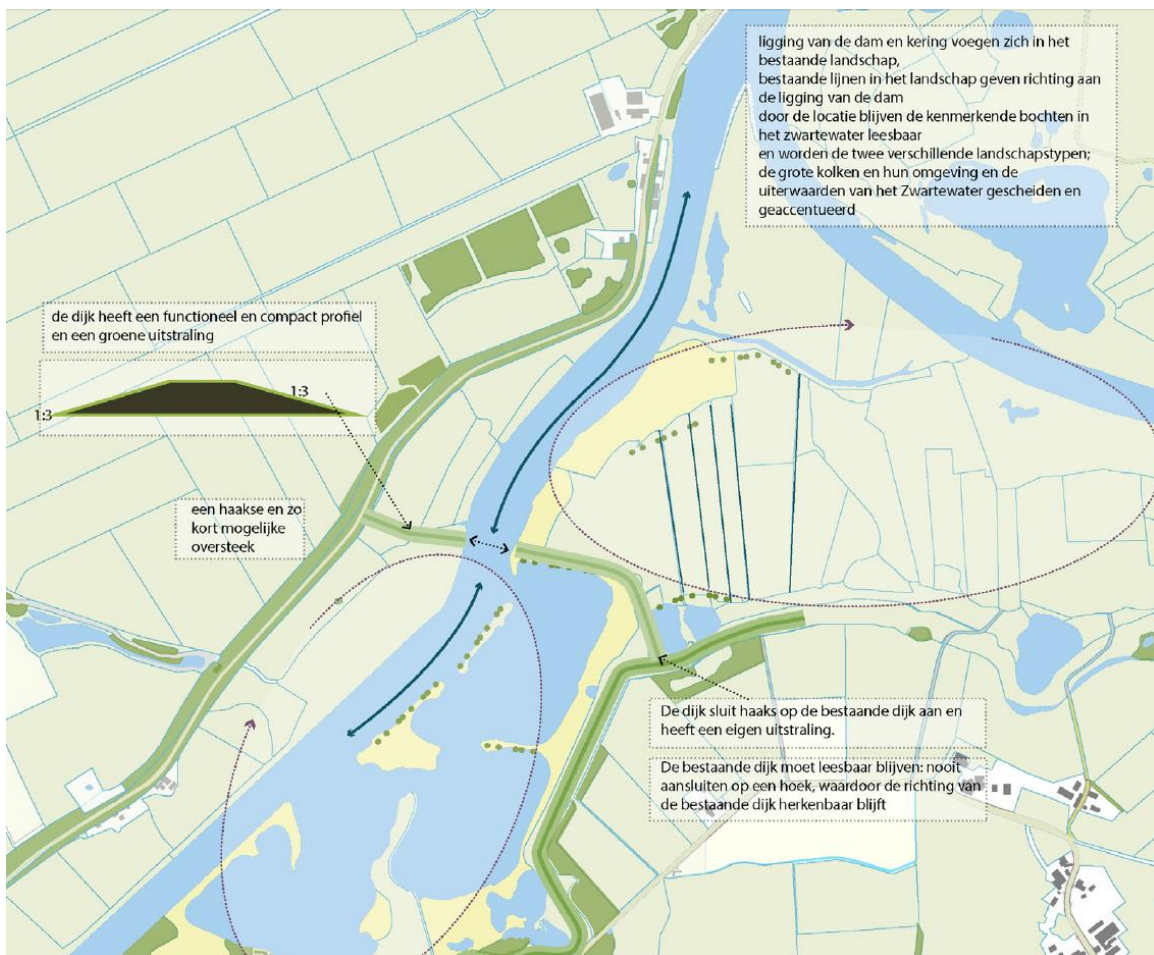 ligging van de dam en kering voegen zich in het
bestaande landschap,
bestaande lijnen in het landschap geven richting aan
de ligging van de dam
door de locatie blijven de kenmerkende bochten in
het zwartewater leesbaar
en worden de twee verschillende landschapstypen;
de grote kolken en hun omgeving en de
uiterwaarden van het Zwartewater gescheiden en
geaccentueerd
de dijk heeft een functioneel en compact profiel
en een groene uitstraling
1:3
1:3
een haakse en zo
kort mogelijke
oversteek
De dijk sluit haaks op de bestaande dijk aan en
heeft een eigen uitstraling.
De bestaande dijk moet leesbaar blijven: nooit
aansluiten op een hoek, waardoor de richting van
de bestaande dijk herkenbaar blijft